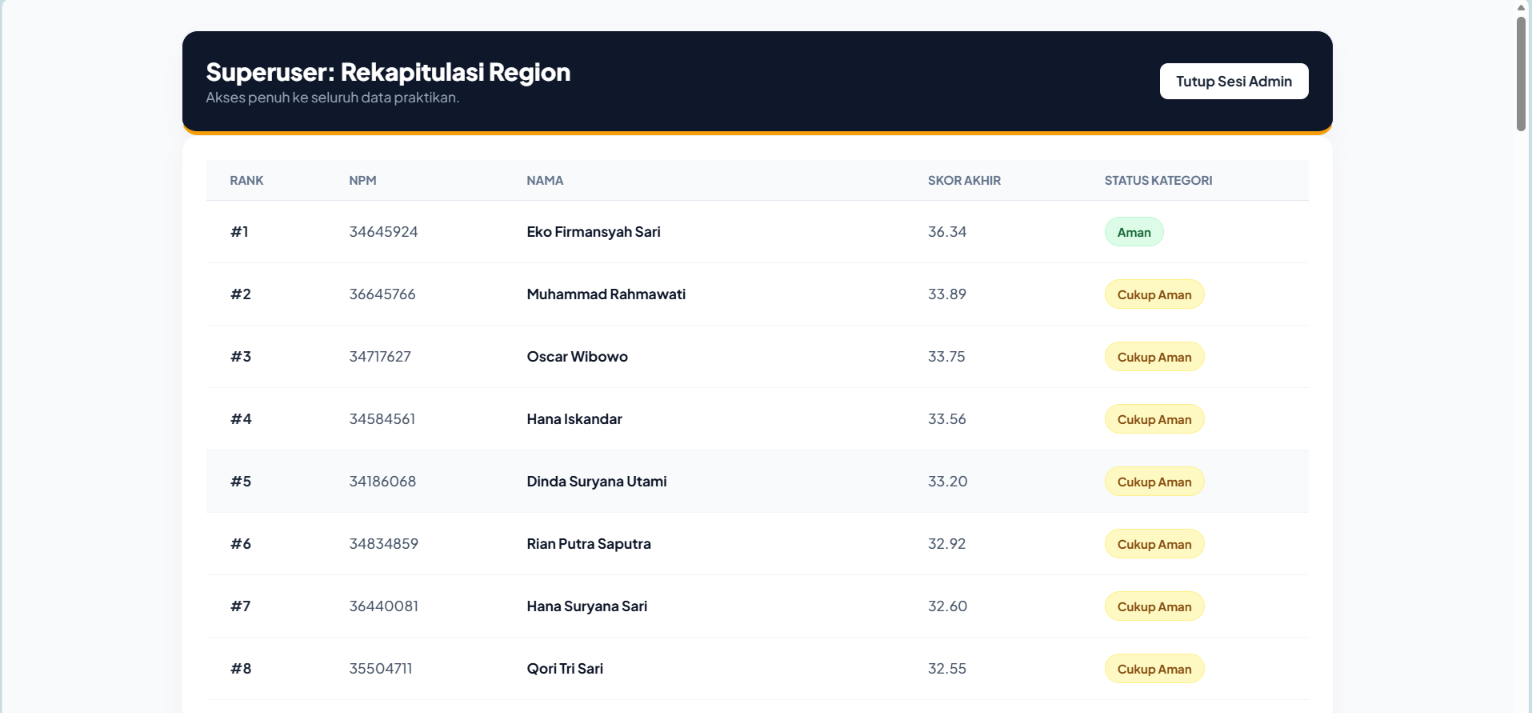 Superuser: Rekapitulasi Region
Akses penuh ke seluruh data praktikan.
Tutup Sesi Admin
RANK NPM NAMA SKOR AKHIR STATUS KATEGORI
#1 34645924 Eko Firmansyah Sari 36.34 Aman
#2 36645766 Muhammad Rahmawati 33.89 Cukup Aman
#3 34717627 Oscar Wibowo 33.75 Cukup Aman
#4 34584561 Hana Iskandar 33.56 Cukup Aman
#5 34186068 Dinda Suryana Utami 33.20 Cukup Aman
#6 34834859 Rian Putra Saputra 32.92 Cukup Aman
#7 36440081 Hana Suryana Sari 32.60 Cukup Aman
#8 35504711 Qori Tri Sari 32.55 Cukup Aman